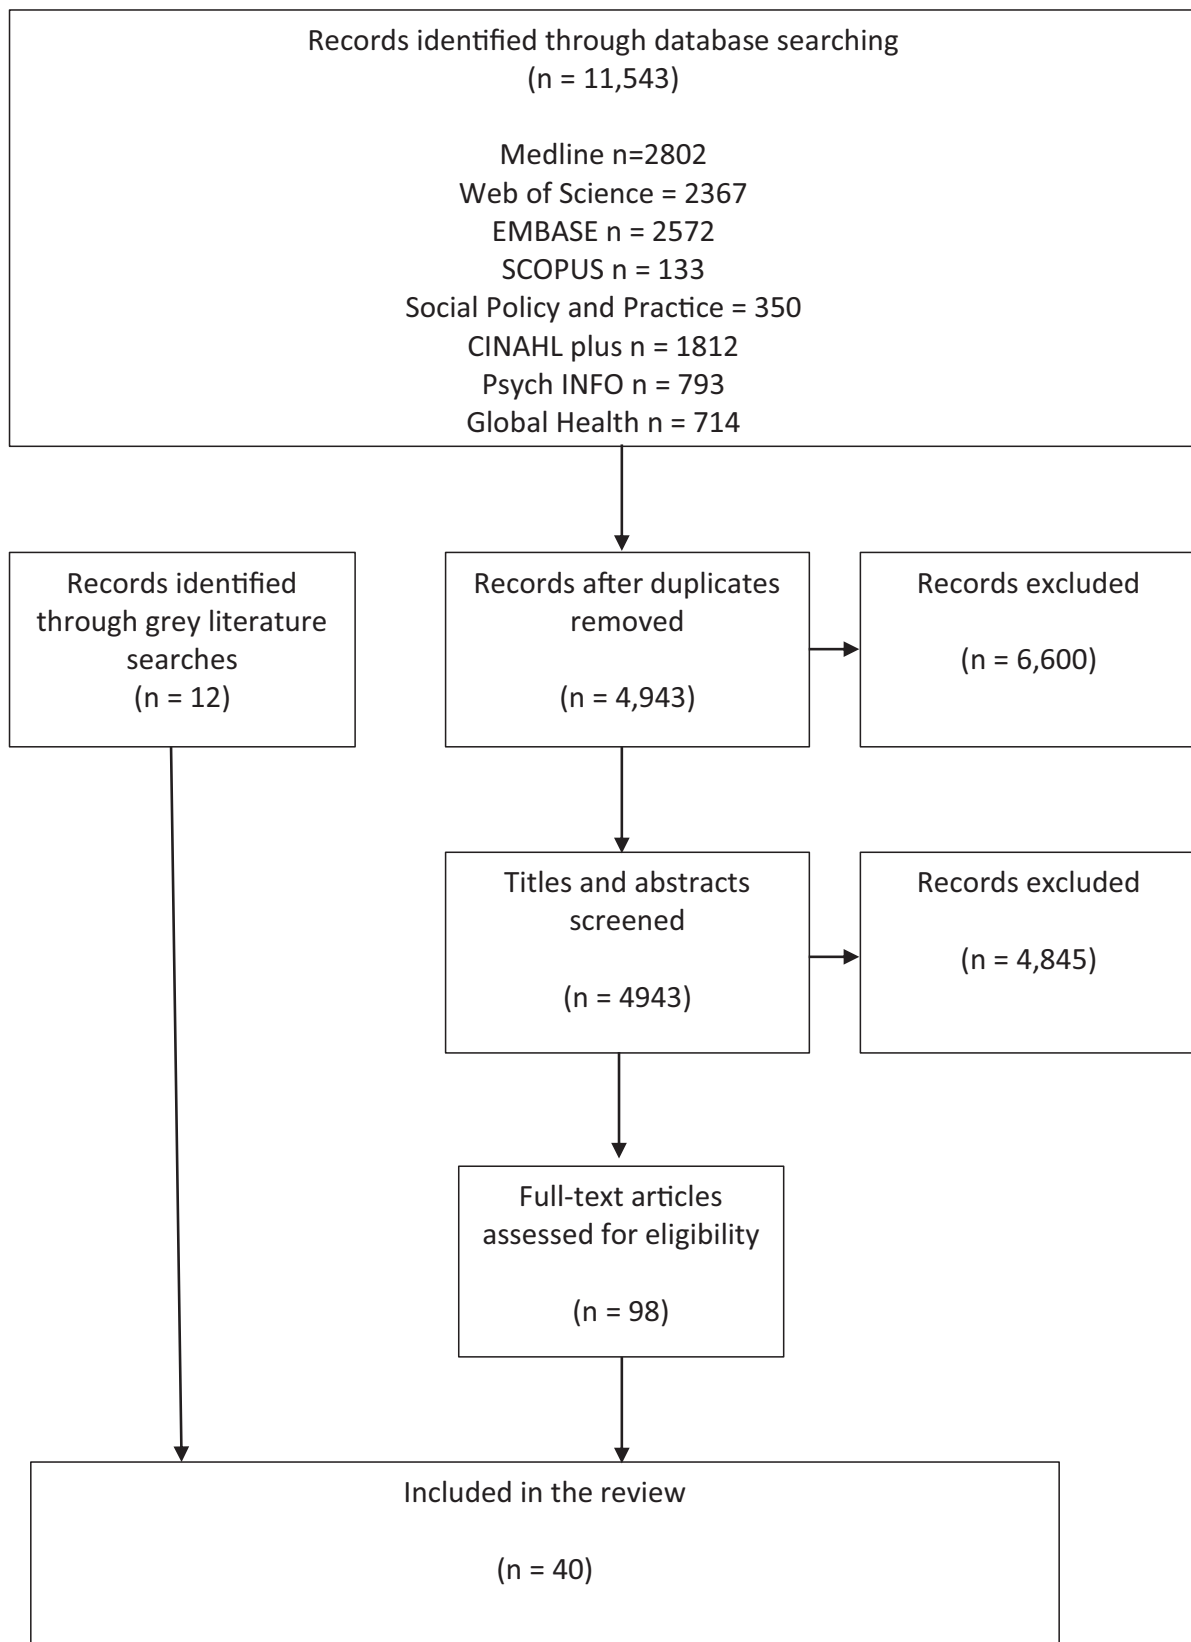 Records identified through database searching
(n = 11,543)
Medline n=2802
Web of Science = 2367
EMBASE n = 2572
SCOPUS n = 133
Social Policy and Practice = 350
CINAHL plus n = 1812
Psych INFO n = 793
Global Health n = 714
Records identified
through grey literature
searches
(n = 12)
Records after duplicates
removed
(n = 4,943)
Records excluded
(n = 6,600)
Titles and abstracts
screened
(n = 4943)
Records excluded
(n = 4,845)
Full-text articles
assessed for eligibility
(n = 98)
Included in the review
(n = 40)